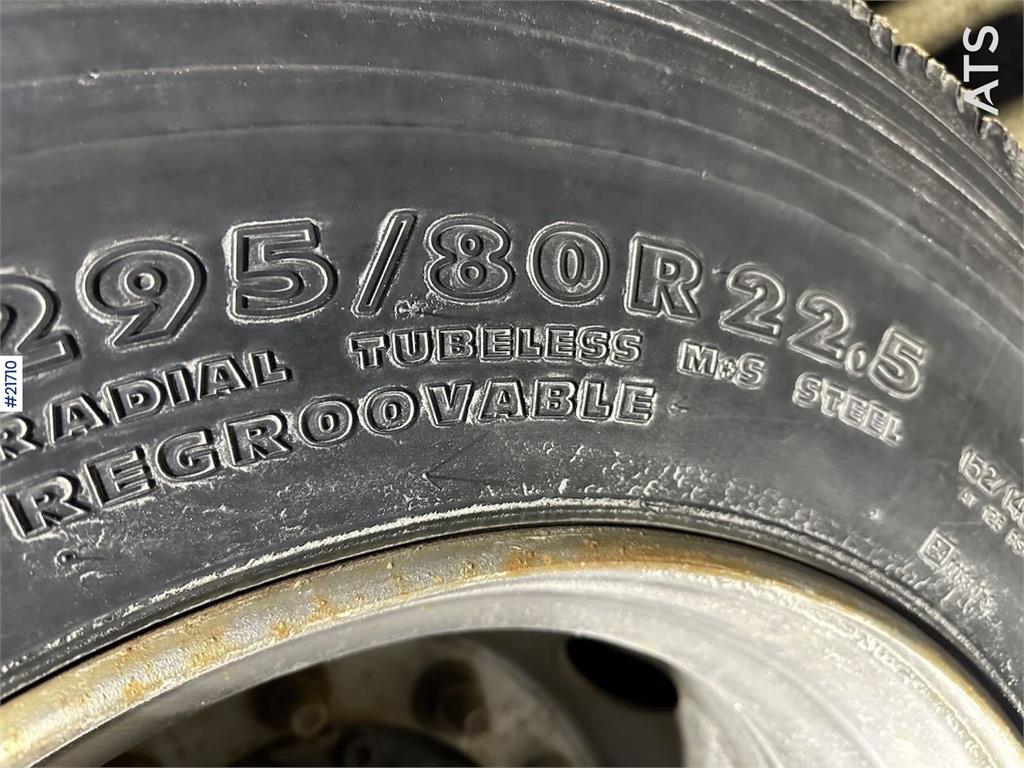 ATS
#21710
295/80R22.5
RADIAL TUBELESS M+S STEEL
REGROOVABLE